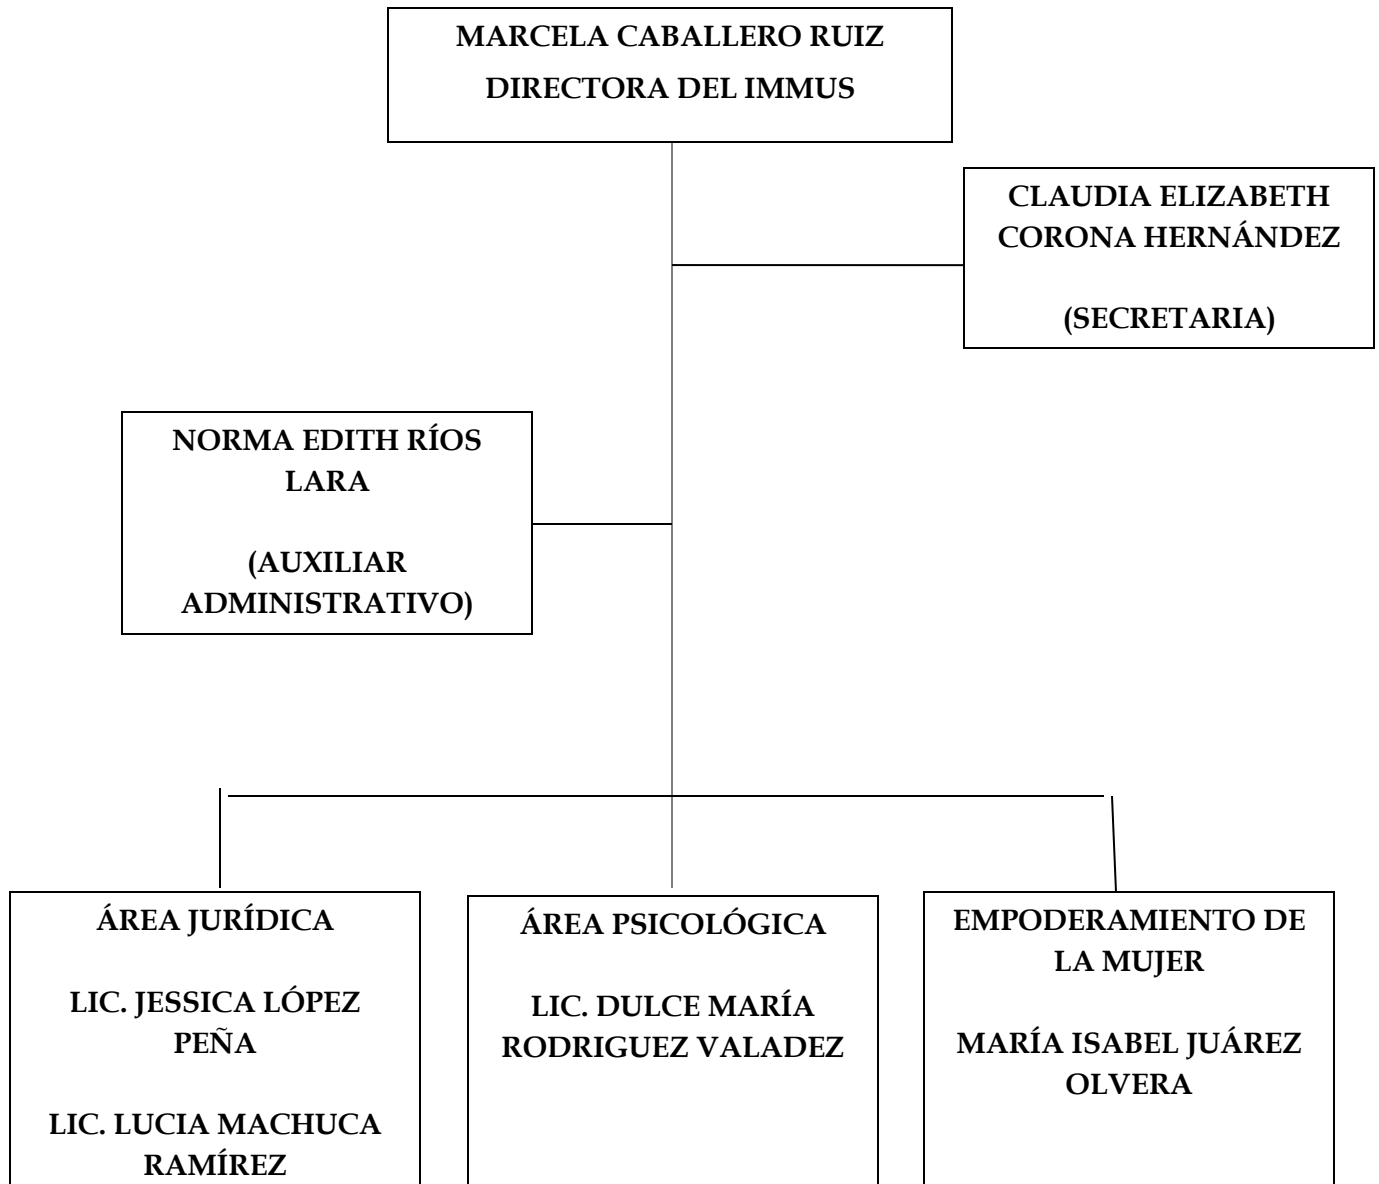 MARCELA CABALLERO RUIZ
DIRECTORA DEL IMMUS
CLAUDIA ELIZABETH
CORONA HERNÁNDEZ
(SECRETARIA)
NORMA EDITH RÍOS
LARA
(AUXILIAR
ADMINISTRATIVO)
ÁREA JURÍDICA
LIC. JESSICA LÓPEZ
PEÑA
LIC. LUCIA MACHUCA
RAMÍREZ
ÁREA PSICOLÓGICA
LIC. DULCE MARÍA
RODRIGUEZ VALADEZ
EMPODERAMIENTO DE
LA MUJER
MARÍA ISABEL JUÁREZ
OLVERA